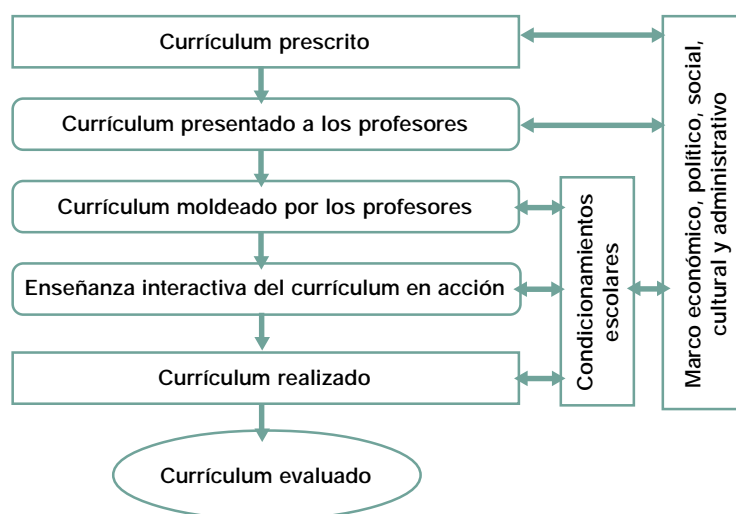 Currículum prescrito
Currículum presentado a los profesores
Currículum moldeado por los profesores
Enseñanza interactiva del currículum en acción
Currículum realizado
Currículum evaluado
Condicionamientos
escolares
Marco económico, político, social,
cultural y administrativo